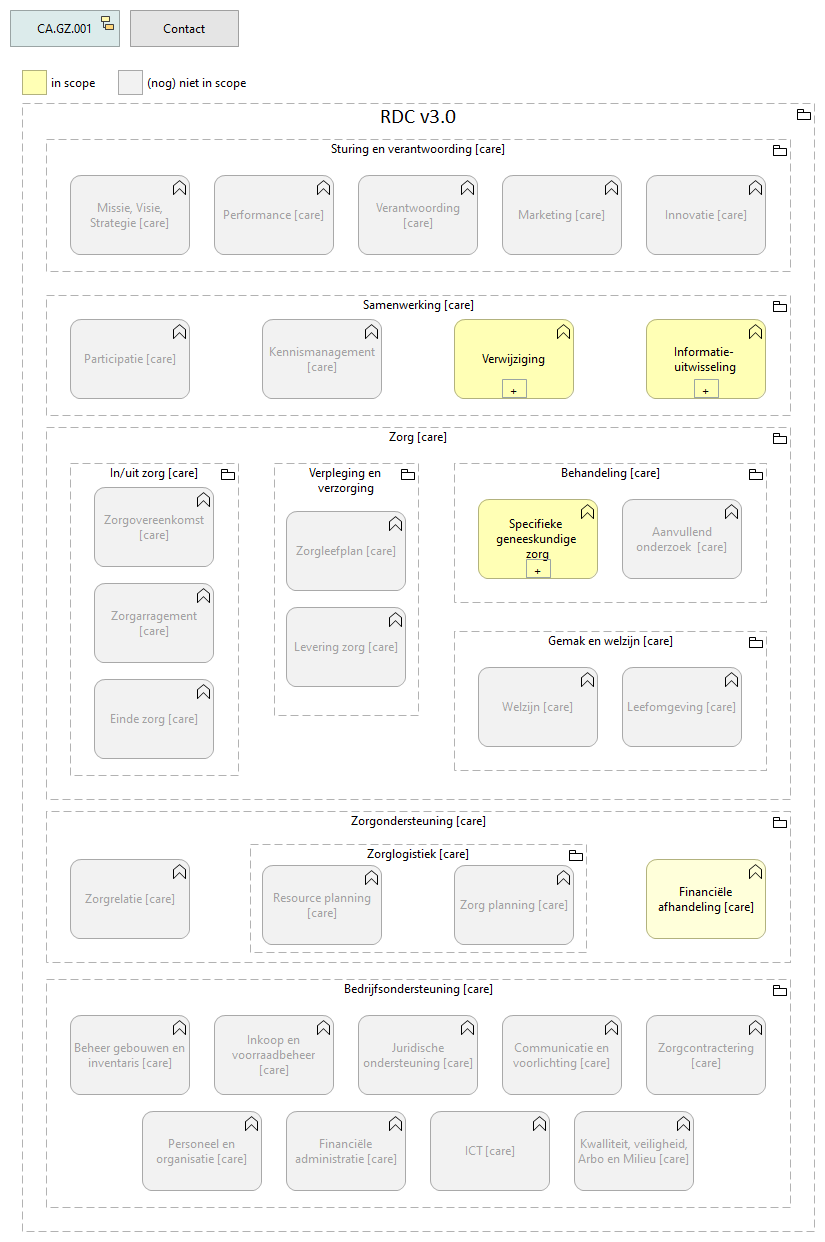 CA.GZ.001
Contact
in scope
(nog) niet in scope
RDC v3.0
Sturing en verantwoording [care]
Missie, Visie,
Strategie [care]
Performance [care]
Verantwoording
[care]
Marketing [care]
Innovatie [care]
Samenwerking [care]
Participatie [care]
Kennismanagement
[care]
Verwijziging
+
Informatie-
uitwisseling
+
Zorg [care]
In/uit zorg [care]
Zorgovereenkomst
[care]
Zorgarragement
[care]
Einde zorg [care]
Verpleging en
verzorging
Zorgleefplan [care]
Levering zorg [care]
Behandeling [care]
Specifieke
geneeskundige
zorg
+
Aanvullend
onderzoek [care]
Gemak en welzijn [care]
Welzijn [care]
Leefomgeving [care]
Zorgondersteuning [care]
Zorgrelatie [care]
Zorglogistiek [care]
Resource planning
[care]
Zorg planning [care]
Financiële
afhandeling [care]
Bedrijfsondersteuning [care]
Beheer gebouwen en
inventaris [care]
Inkoop en
voorraadbeheer
[care]
Juridische
ondersteuning [care]
Communicatie en
voorlichting [care]
Zorgcontractering
[care]
Personeel en
organisatie [care]
Financiële
administratie [care]
ICT [care]
Kwalliteit, veiligheid,
Arbo en Milieu [care]